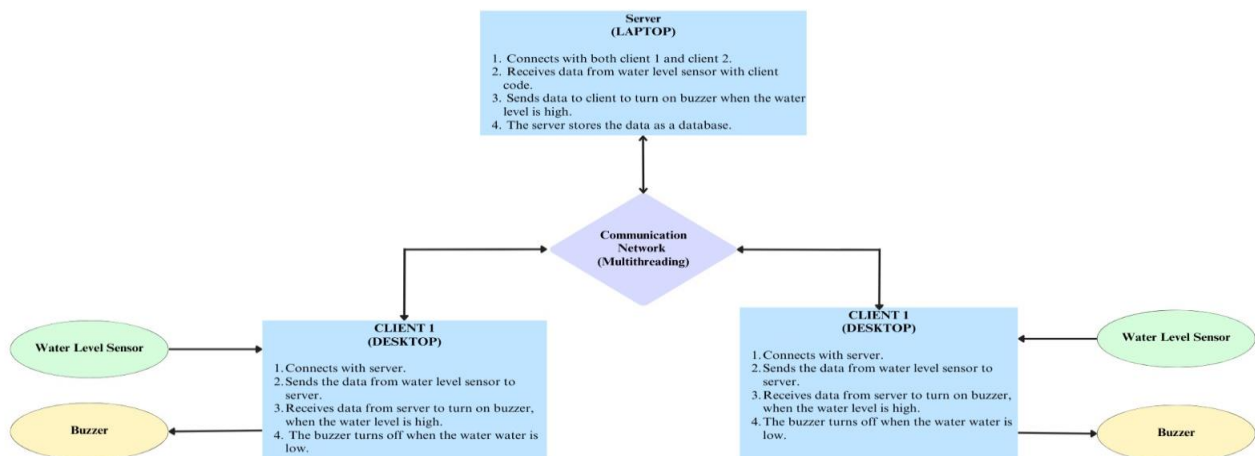 Server
(LAPTOP)
1. Connects with both client 1 and client 2.
2. Receives data from water level sensor with client
code.
3. Sends data to client to turn on buzzer when the water
level is high.
4. The server stores the data as a database.
Communication
Network
(Multithreading)
Water Level Sensor
Buzzer
CLIENT 1
(DESKTOP)
1. Connects with server.
2. Sends the data from water level sensor to
server.
3. Receives data from server to turn on buzzer,
when the water level is high.
4. The buzzer turns off when the water water is
low.
CLIENT 1
(DESKTOP)
1. Connects with server.
2. Sends the data from water level sensor to
server.
3. Receives data from server to turn on buzzer,
when the water level is high.
4. The buzzer turns off when the water water is
low.
Water Level Sensor
Buzzer